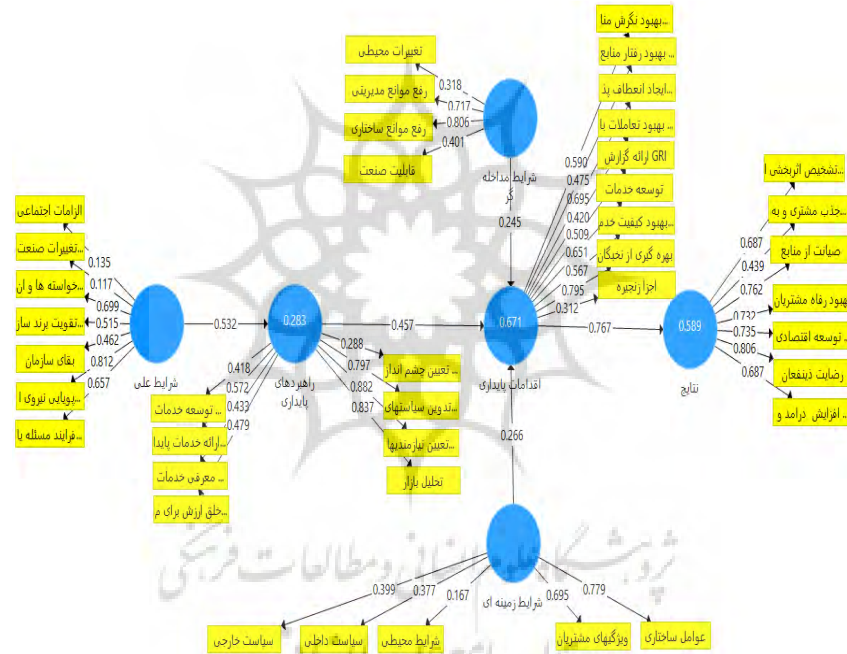 تغییرات محیطی
رفع موانع مدیریتی
رفع موانع ساختاری
قابلیت صنعت
0.318
0.717
0.806
0.401
شرایط مداخله
گر
0.245
بهبود نگرش منا...
بهبود رفتار منابع ...
ایجاد انعطاف پذ...
بهبود تعاملات با ...
ارائه گزارش GRI
توسعه خدمات
بهبود کیفیت خدم...
بهره گیری از نخبگان
اجزا زنجیره
0.590
0.475
0.695
0.420
0.509
0.651
0.567
0.795
0.312
الزامات اجتماعی
تغییرات صنعت...
خواسته ها و ان...
تقویت برند ساز...
بقای سازمان
پویایی نیروی ا...
فرایند مسئله یا...
0.135
0.117
0.699
0.515
0.462
0.812
0.657
شرایط علی
0.532
0.283
راهبردهای
پایداری
0.457
0.671
اقدامات پایداری
0.767
0.589
نتایج
تشخیص اثربخشی ا...
جذب مشتری و به...
صیانت از منابع
بهبود رفاه مشتریان
توسعه اقتصادی ...
رضایت ذینفعان
افزایش درامد و ...
0.687
0.439
0.762
0.732
0.735
0.806
0.687
0.418
0.572
0.433
0.479
توسعه خدمات ...
ارائه خدمات پایدا...
معرفی خدمات ...
خلق ارزش برای م...
0.288
0.797
0.882
0.837
تعیین چشم انداز ...
تدوین سیاستهای...
تعیین نیازمندیها...
تحلیل بازار
0.266
شرایط زمینه ای
0.399
0.377
0.167
0.695
0.779
سیاست خارجی
سیاست داخلی
شرایط محیطی
ویژگیهای مشتریان
عوامل ساختاری
پژوهشگاه علوم انسانی و مطالعات فرهنگی